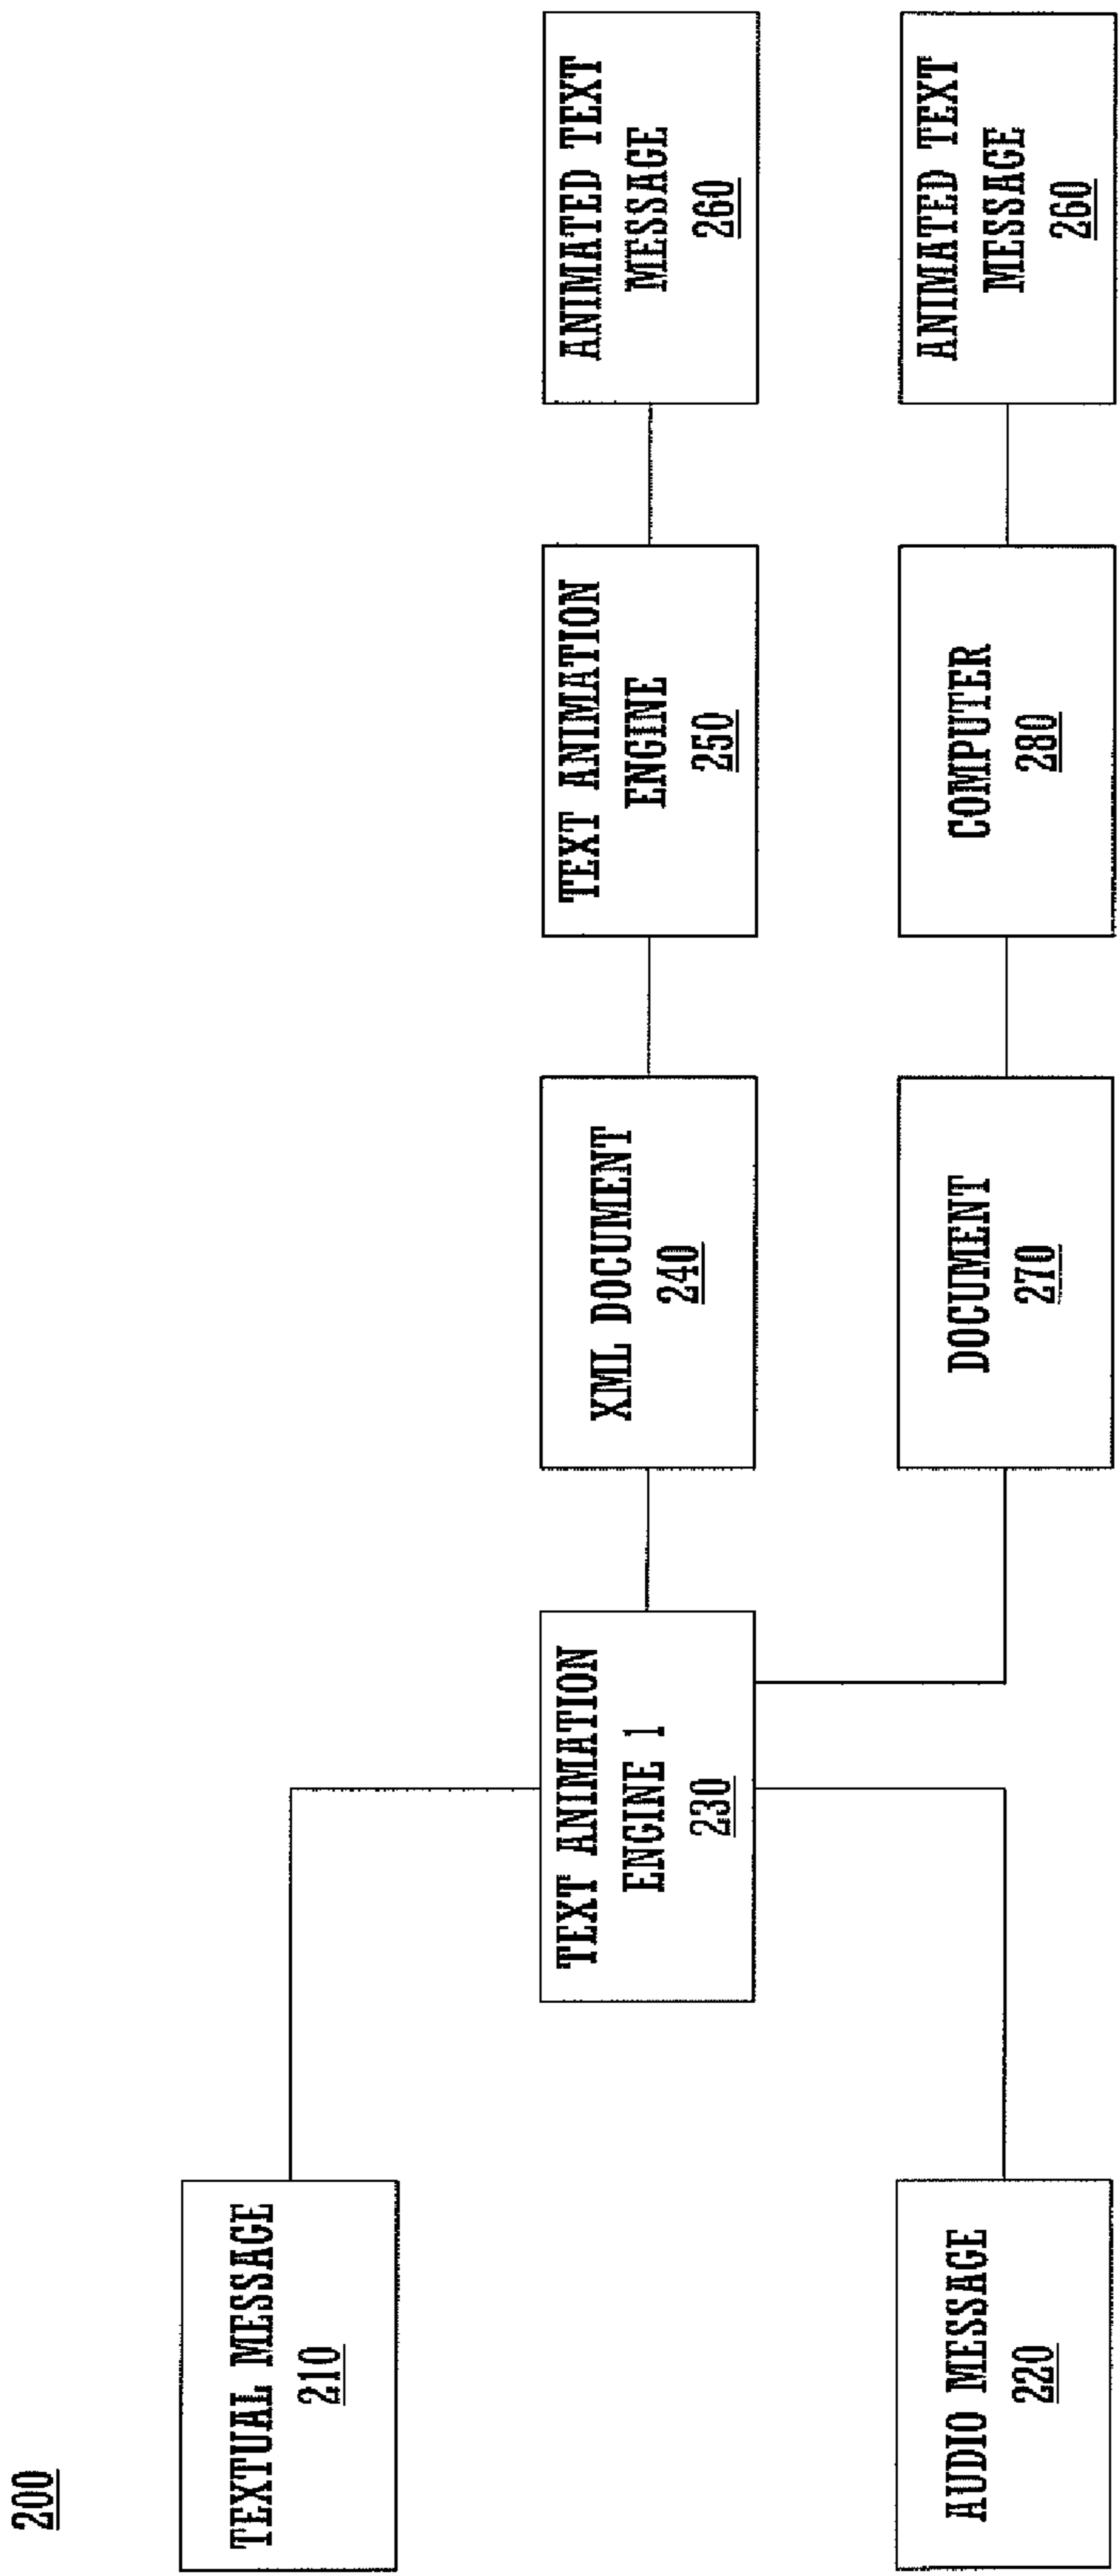 200
TEXTUAL MESSAGE
210
AUDIO MESSAGE
220
TEXT ANIMATION
ENGINE 1
230
XML DOCUMENT
240
DOCUMENT
270
TEXT ANIMATION
ENGINE
250
COMPUTER
280
ANIMATED TEXT
MESSAGE
260
ANIMATED TEXT
MESSAGE
260